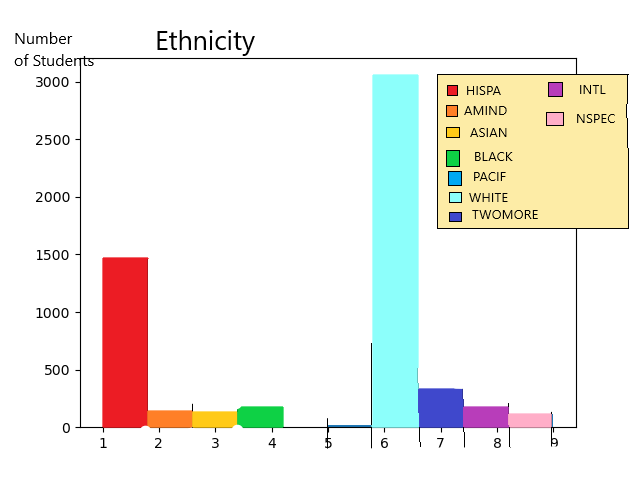 Number
of Students
Ethnicity
3000
2500
2000
1500
1000
500
0
1 2 3 4 5 6 7 8 9
HISPA
AMIND
ASIAN
BLACK
PACIF
WHITE
TWOMORE
INTL
NSPEC